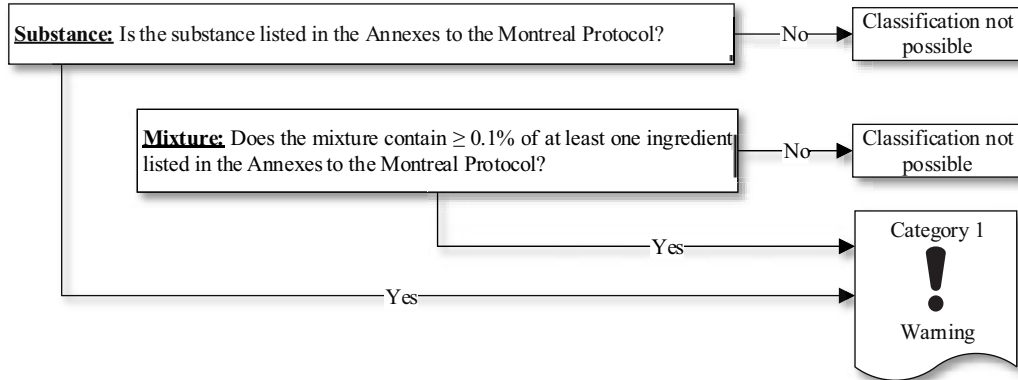 Substance: Is the substance listed in the Annexes to the Montreal Protocol?
No
Classification not
possible
Mixture: Does the mixture contain ≥ 0.1% of at least one ingredient
listed in the Annexes to the Montreal Protocol?
No
Classification not
possible
Yes
Yes
Category 1
!
Warning